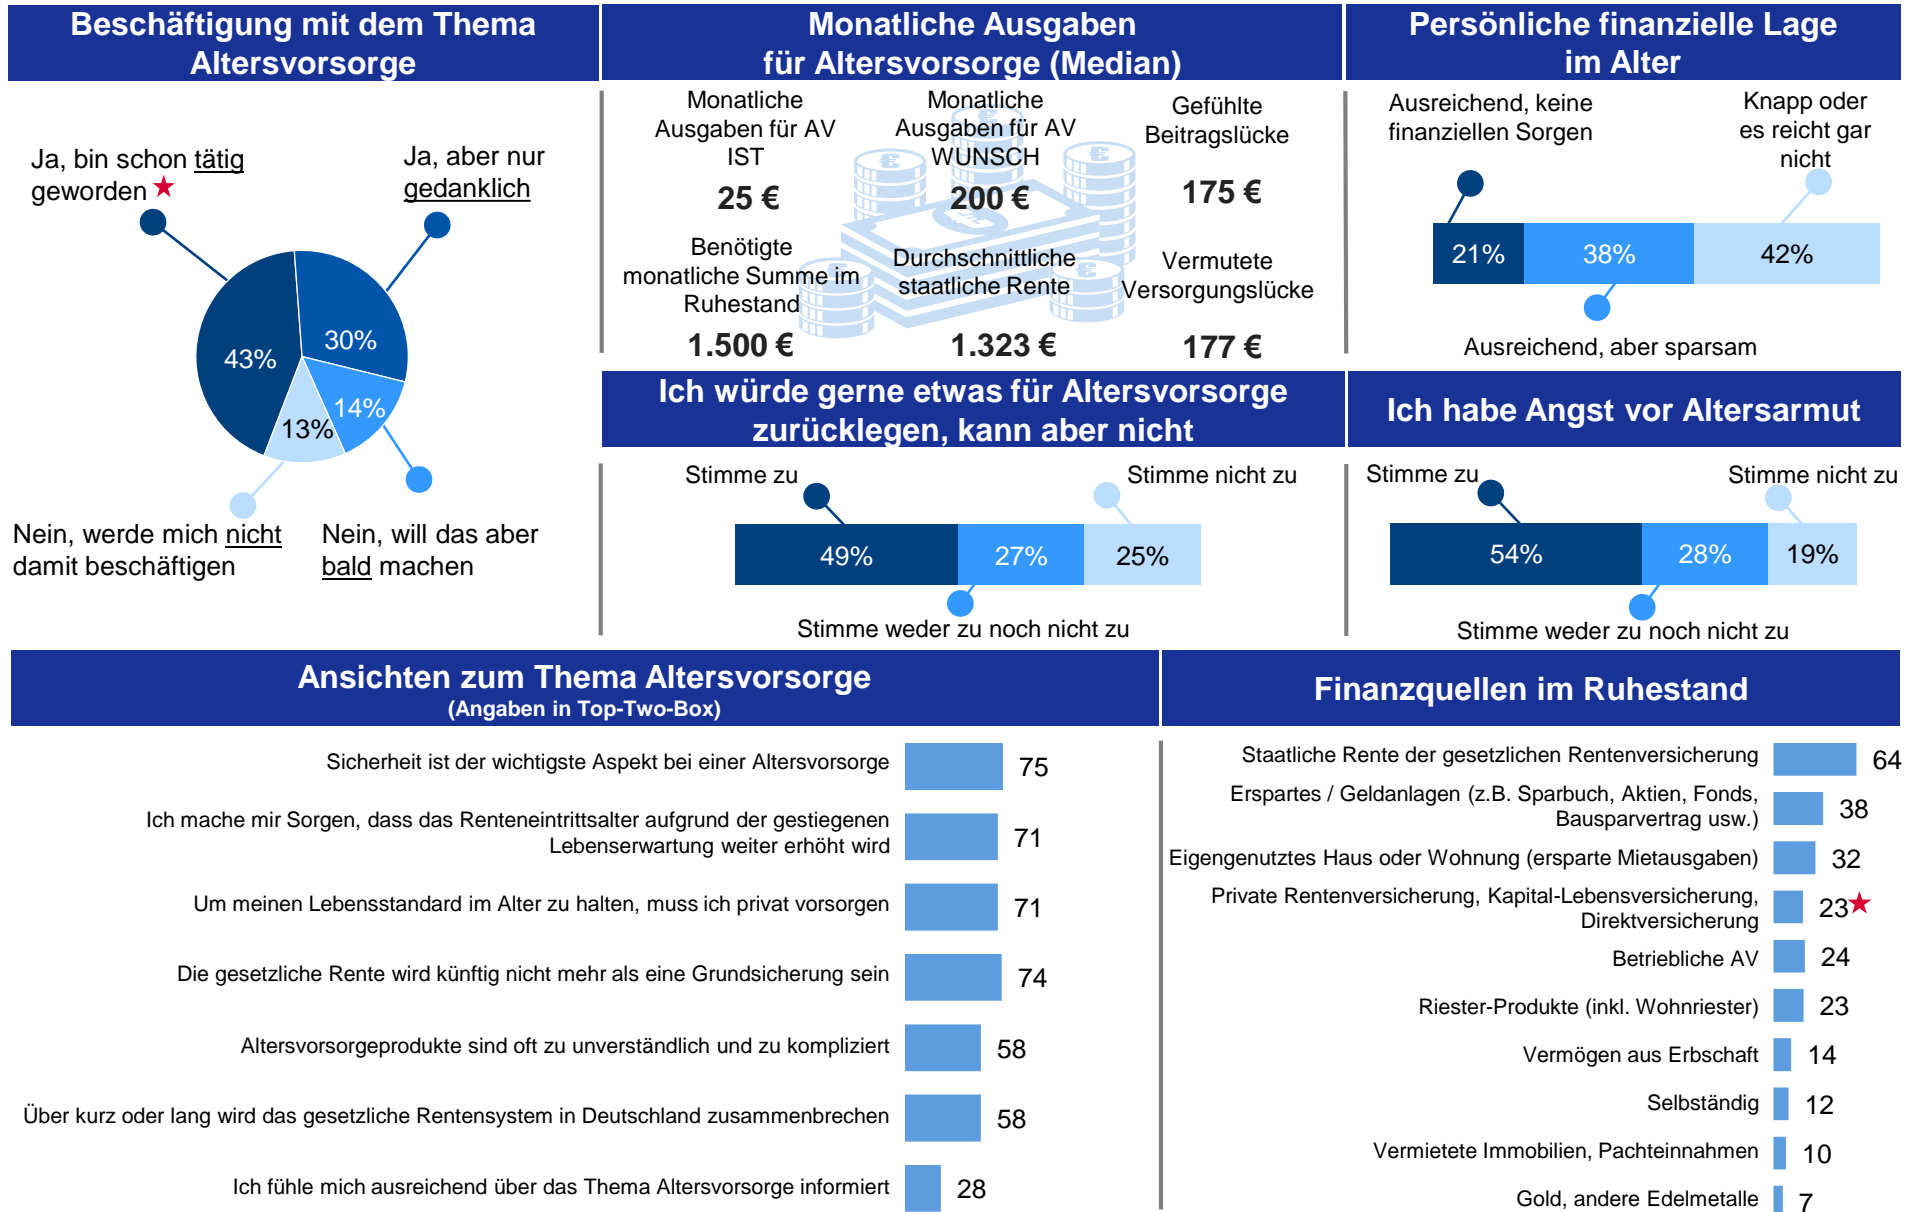 Beschäftigung mit dem Thema
Altersvorsorge
Ja, bin schon tätig
geworden
Ja, aber nur
gedanklich
43%
30%
14%
13%
Nein, werde mich nicht
damit beschäftigen
Nein, will das aber
bald machen
Monatliche Ausgaben
für Altersvorsorge (Median)
Monatliche
Ausgaben für AV
IST
25 €
Monatliche
Ausgaben für AV
WUNSCH
200 €
Gefühlte
Beitragslücke
175 €
Benötigte
monatliche Summe im
Ruhestand
1.500 €
Durchschnittliche
staatliche Rente
1.323 €
Vermutete
Versorgungslücke
177 €
Persönliche finanzielle Lage
im Alter
Ausreichend, keine
finanziellen Sorgen
Knapp oder
es reicht gar
nicht
21%
38%
42%
Ausreichend, aber sparsam
Ich würde gerne etwas für Altersvorsorge
zurücklegen, kann aber nicht
Stimme zu
Stimme nicht zu
49%
27%
25%
Stimme weder zu noch nicht zu
Ich habe Angst vor Altersarmut
Stimme zu
Stimme nicht zu
54%
28%
19%
Stimme weder zu noch nicht zu
Ansichten zum Thema Altersvorsorge
(Angaben in Top-Two-Box)
Sicherheit ist der wichtigste Aspekt bei einer Altersvorsorge
75
Ich mache mir Sorgen, dass das Renteneintrittsalter aufgrund der gestiegenen
Lebenserwartung weiter erhöht wird
71
Um meinen Lebensstandard im Alter zu halten, muss ich privat vorsorgen
71
Die gesetzliche Rente wird künftig nicht mehr als eine Grundsicherung sein
74
Altersvorsorgeprodukte sind oft zu unverständlich und zu kompliziert
58
Über kurz oder lang wird das gesetzliche Rentensystem in Deutschland zusammenbrechen
58
Ich fühle mich ausreichend über das Thema Altersvorsorge informiert
28
Finanzquellen im Ruhestand
Staatliche Rente der gesetzlichen Rentenversicherung
64
Erspartes / Geldanlagen (z.B. Sparbuch, Aktien, Fonds,
Bausparvertrag usw.)
38
Eigengenutztes Haus oder Wohnung (ersparte Mietausgaben)
32
Private Rentenversicherung, Kapital-Lebensversicherung,
Direktversicherung
23
Betriebliche AV
24
Riester-Produkte (inkl. Wohnriester)
23
Vermögen aus Erbschaft
14
Selbständig
12
Vermietete Immobilien, Pachteinnahmen
10
Gold, andere Edelmetalle
7